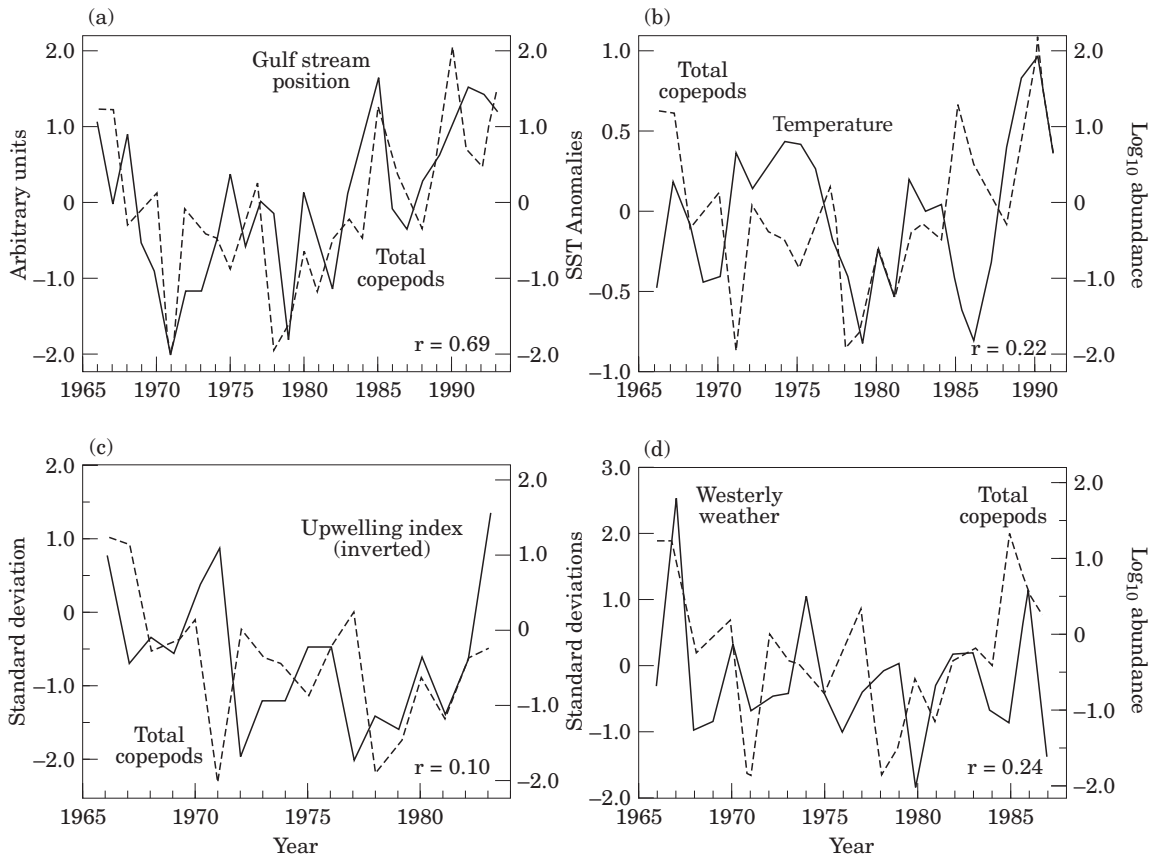 (a)
2.0
1.0
0
−1.0
−2.0
Arbitrary units
Gulf stream
position
Total
copepods
r = 0.69
2.0
1.0
0
−1.0
−2.0
1965
1970
1975
1980
1985
1990
(b)
1.0
0.5
0
−0.5
−1.0
SST Anomalies
Total
copepods
Temperature
r = 0.22
2.0
1.0
0
−1.0
−2.0
Log10 abundance
1965
1970
1975
1980
1985
1990
(c)
2.0
1.0
0
−1.0
−2.0
Standard deviation
Upwelling index
(inverted)
Total
copepods
r = 0.10
2.0
1.0
0
−1.0
−2.0
1965
1970
1975
1980
Year
(d)
3.0
2.0
1.0
0
−1.0
−2.0
Standard deviations
Westerly
weather
Total
copepods
r = 0.24
2.0
1.0
0
−1.0
−2.0
Log10 abundance
1965
1970
1975
1980
1985
Year